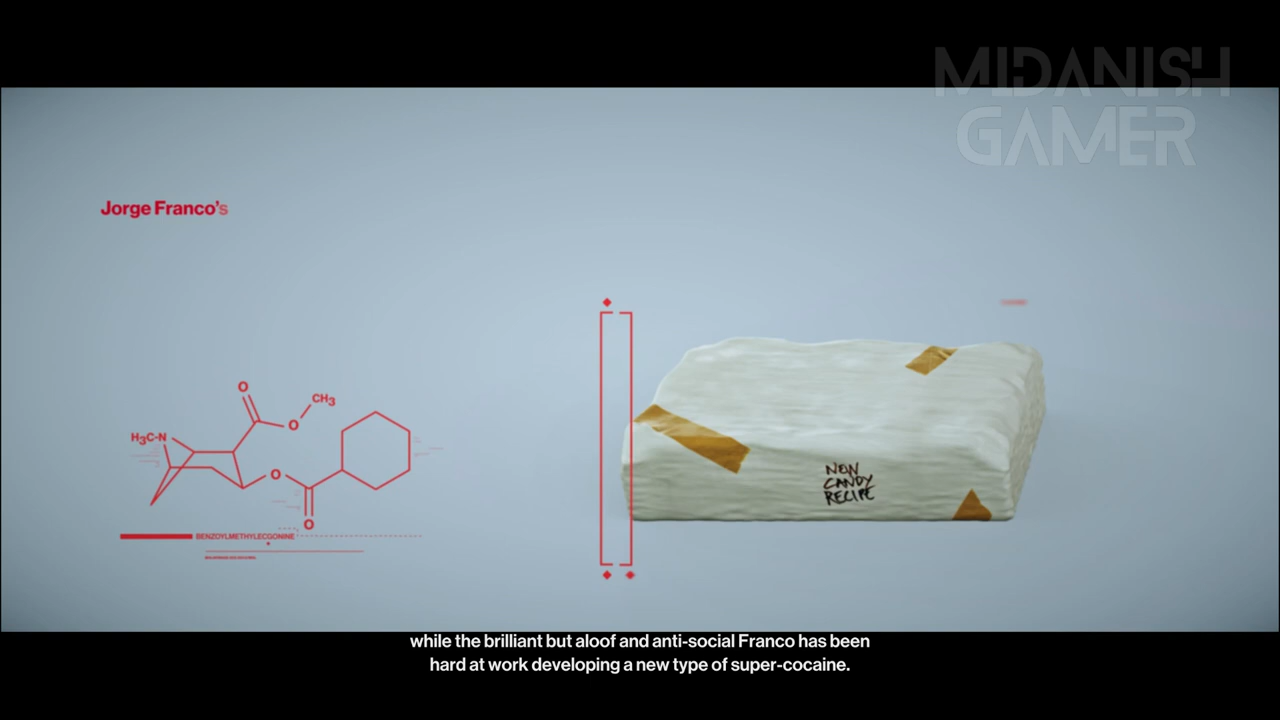 MIDANISH
GAMER
Jorge Franco's
O
CH3
O
H3C-N
O
O
BENZOYLMETHYLECGONINE
NON
CANDY
RECIPE
while the brilliant but aloof and anti-social Franco has been
hard at work developing a new type of super-cocaine.